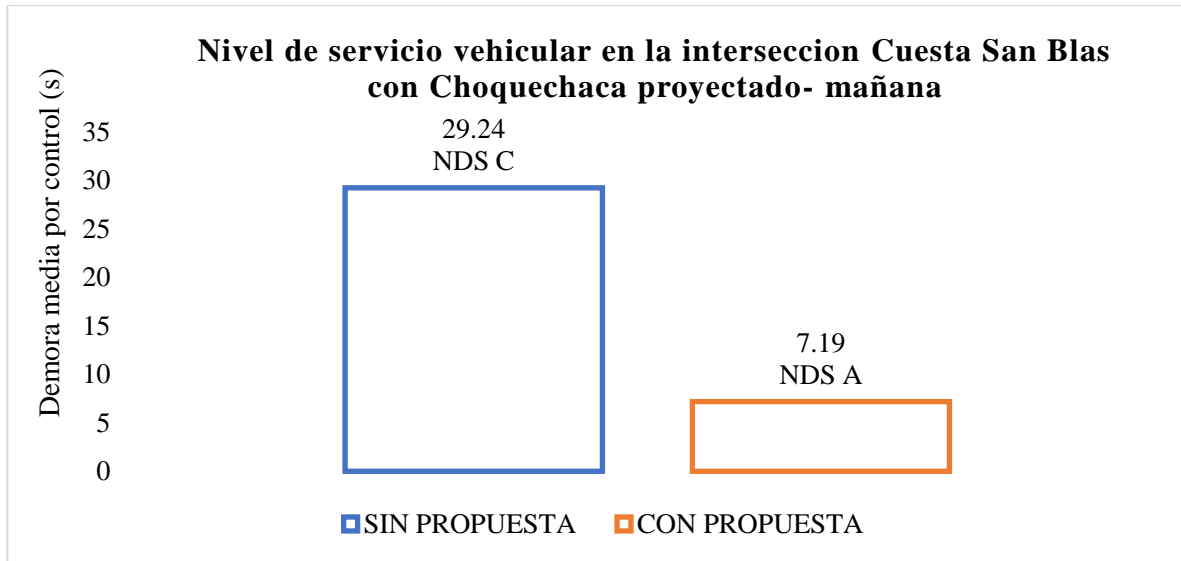 Nivel de servicio vehicular en la interseccion Cuesta San Blas
con Choquechaca proyectado- mañana
Demora media por control (s)
35
30
25
20
15
10
5
0
29.24
NDS C
7.19
NDS A
SIN PROPUESTA
CON PROPUESTA